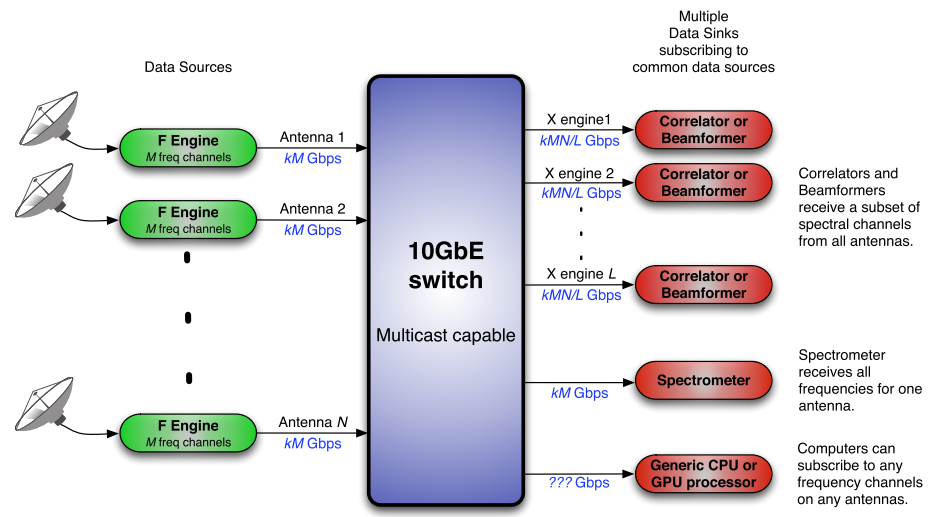 Multiple
Data Sinks
subscribing to
common data sources
Data Sources
F Engine
M freq channels
Antenna 1
kM Gbps
F Engine
M freq channels
Antenna 2
kM Gbps
F Engine
M freq channels
Antenna N
kM Gbps
10GbE
switch
Multicast capable
X engine1
kMN/L Gbps
Correlator or
Beamformer
X engine 2
kMN/L Gbps
Correlator or
Beamformer
X engine L
kMN/L Gbps
Correlator or
Beamformer
Correlators and
Beamformers
receive a subset of
spectral channels
from all antennas.
kM Gbps
Spectrometer
Spectrometer
receives all
frequencies for one
antenna.
??? Gbps
Generic CPU or
GPU processor
Computers can
subscribe to any
frequency channels
on any antennas.